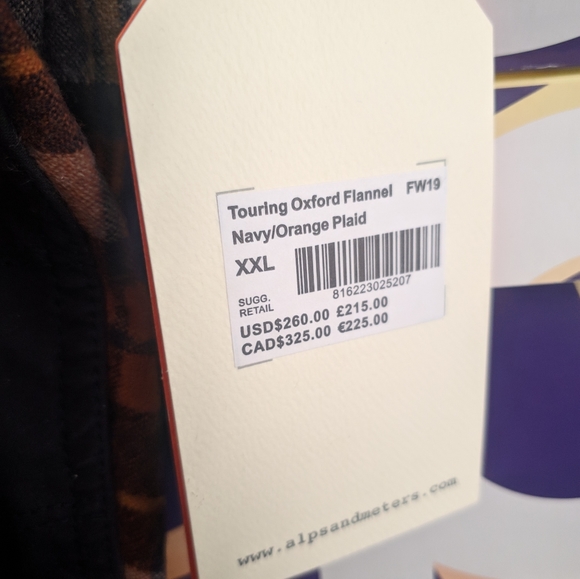 Touring Oxford Flannel FW19
Navy/Orange Plaid
XXL
816223025207
SUGG.
RETAIL
USD$260.00 £215.00
CAD$325.00 €225.00
www.alpsandmeters.com